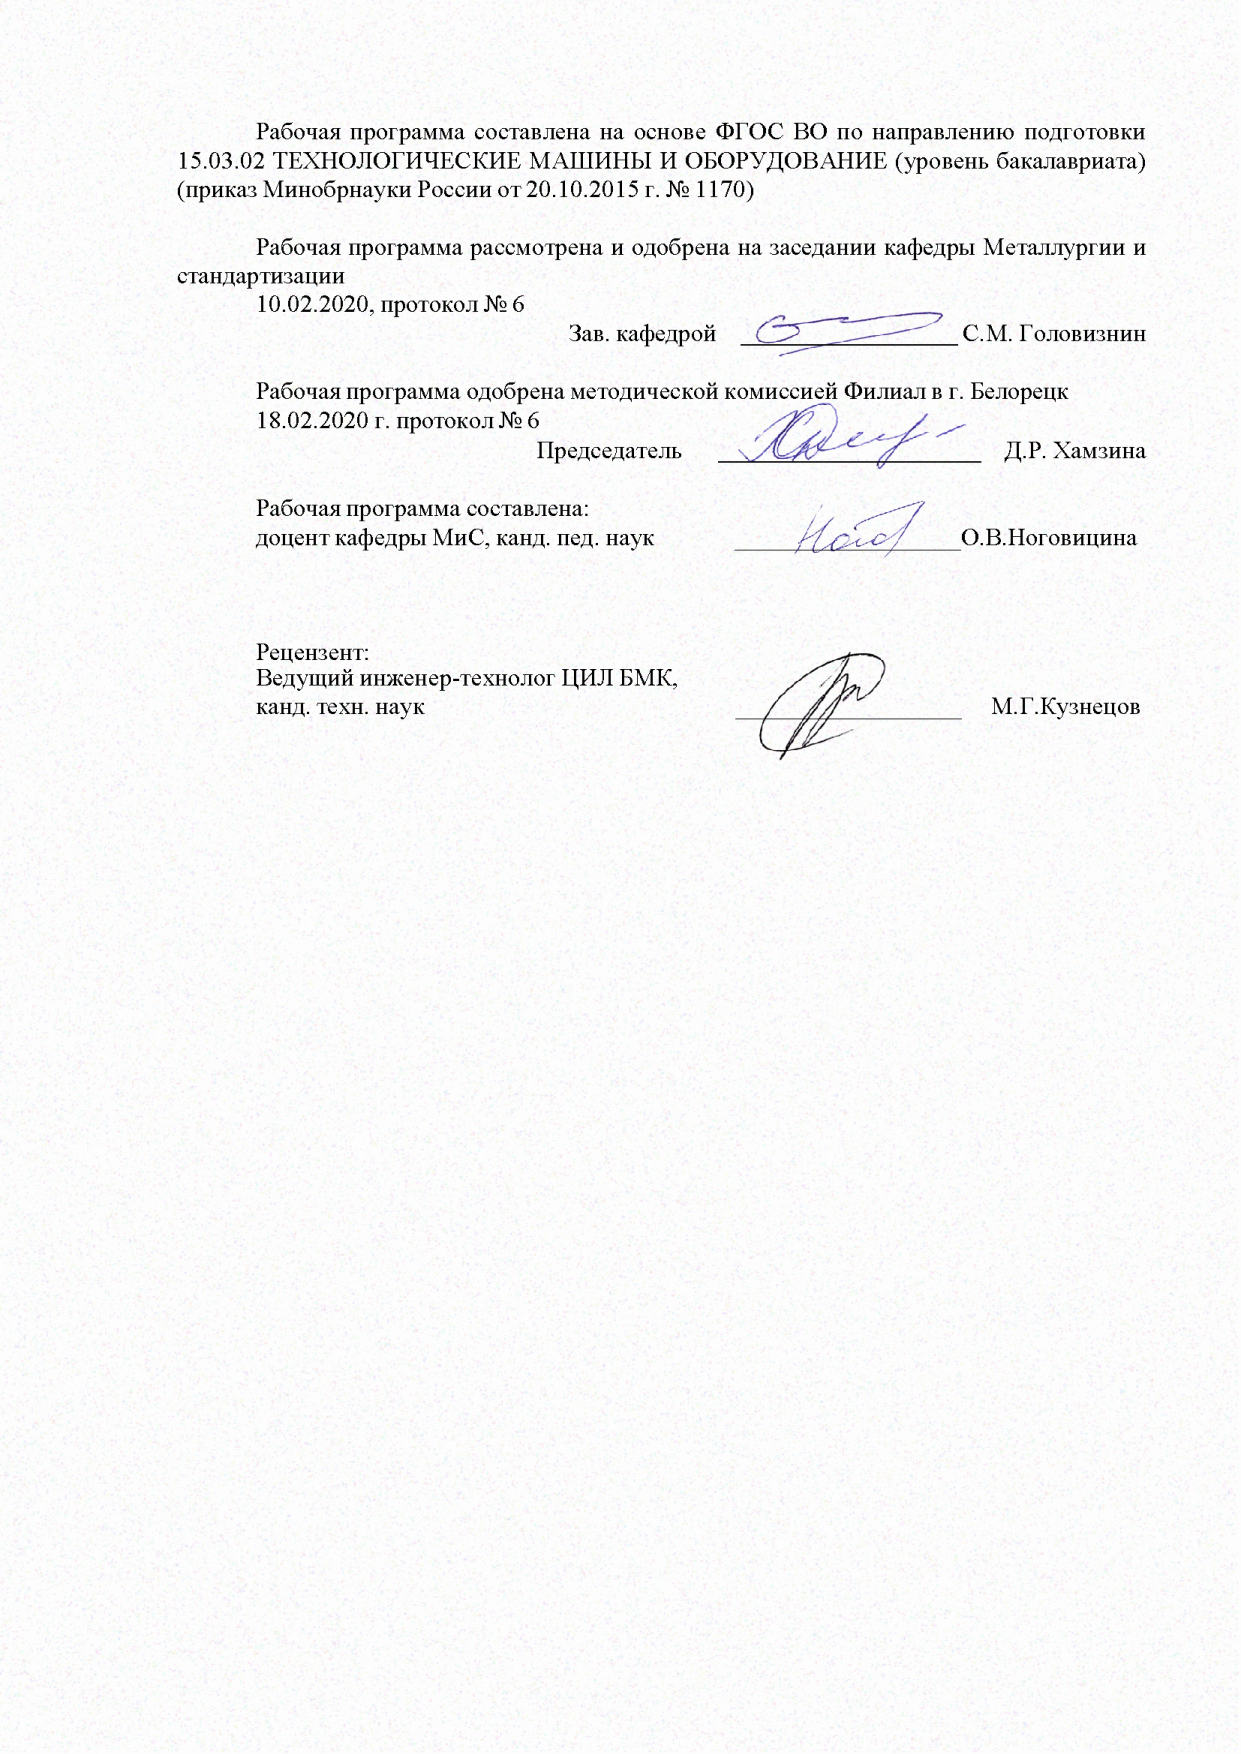 Рабочая программа составлена на основе ФГОС ВО по направлению подготовки
15.03.02 ТЕХНОЛОГИЧЕСКИЕ МАШИНЫ И ОБОРУДОВАНИЕ (уровень бакалавриата)
(приказ Минобрнауки России от 20.10.2015 г. № 1170)
Рабочая программа рассмотрена и одобрена на заседании кафедры Металлургии и
стандартизации
10.02.2020, протокол № 6
Зав. кафедрой ____________________ С.М. Головизнин
Рабочая программа одобрена методической комиссией Филиал в г. Белорецк
18.02.2020 г. протокол № 6
Председатель ____________________ Д.Р. Хамзина
Рабочая программа составлена:
доцент кафедры МиС, канд. пед. наук ____________________О.В.Ноговицина
Рецензент:
Ведущий инженер-технолог ЦИЛ БМК,
канд. техн. наук ____________________ М.Г.Кузнецов